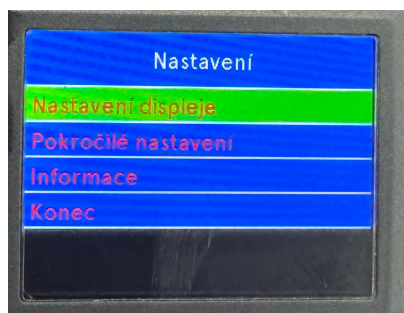 Nastavení
Nastavení displeje
Pokročilé nastavení
Informace
Konec